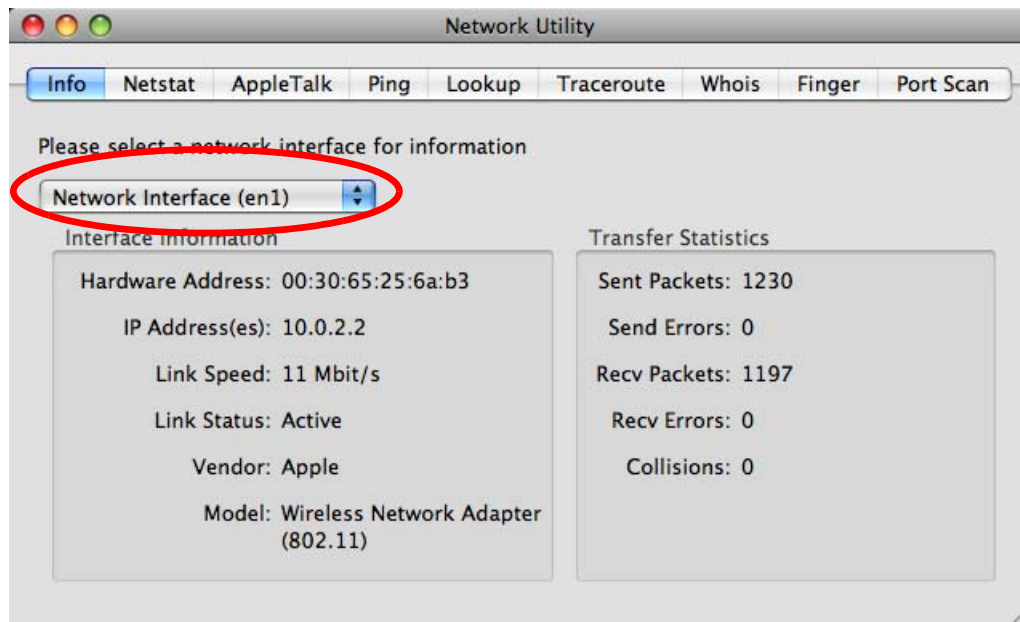 Network Utility
Info Netstat AppleTalk Ping Lookup Traceroute Whois Finger Port Scan
Please select a network interface for information
Network Interface (en1)
Interface Information
Hardware Address: 00:30:65:25:6a:b3
IP Address(es): 10.0.2.2
Link Speed: 11 Mbit/s
Link Status: Active
Vendor: Apple
Model: Wireless Network Adapter
(802.11)
Transfer Statistics
Sent Packets: 1230
Send Errors: 0
Recv Packets: 1197
Recv Errors: 0
Collisions: 0